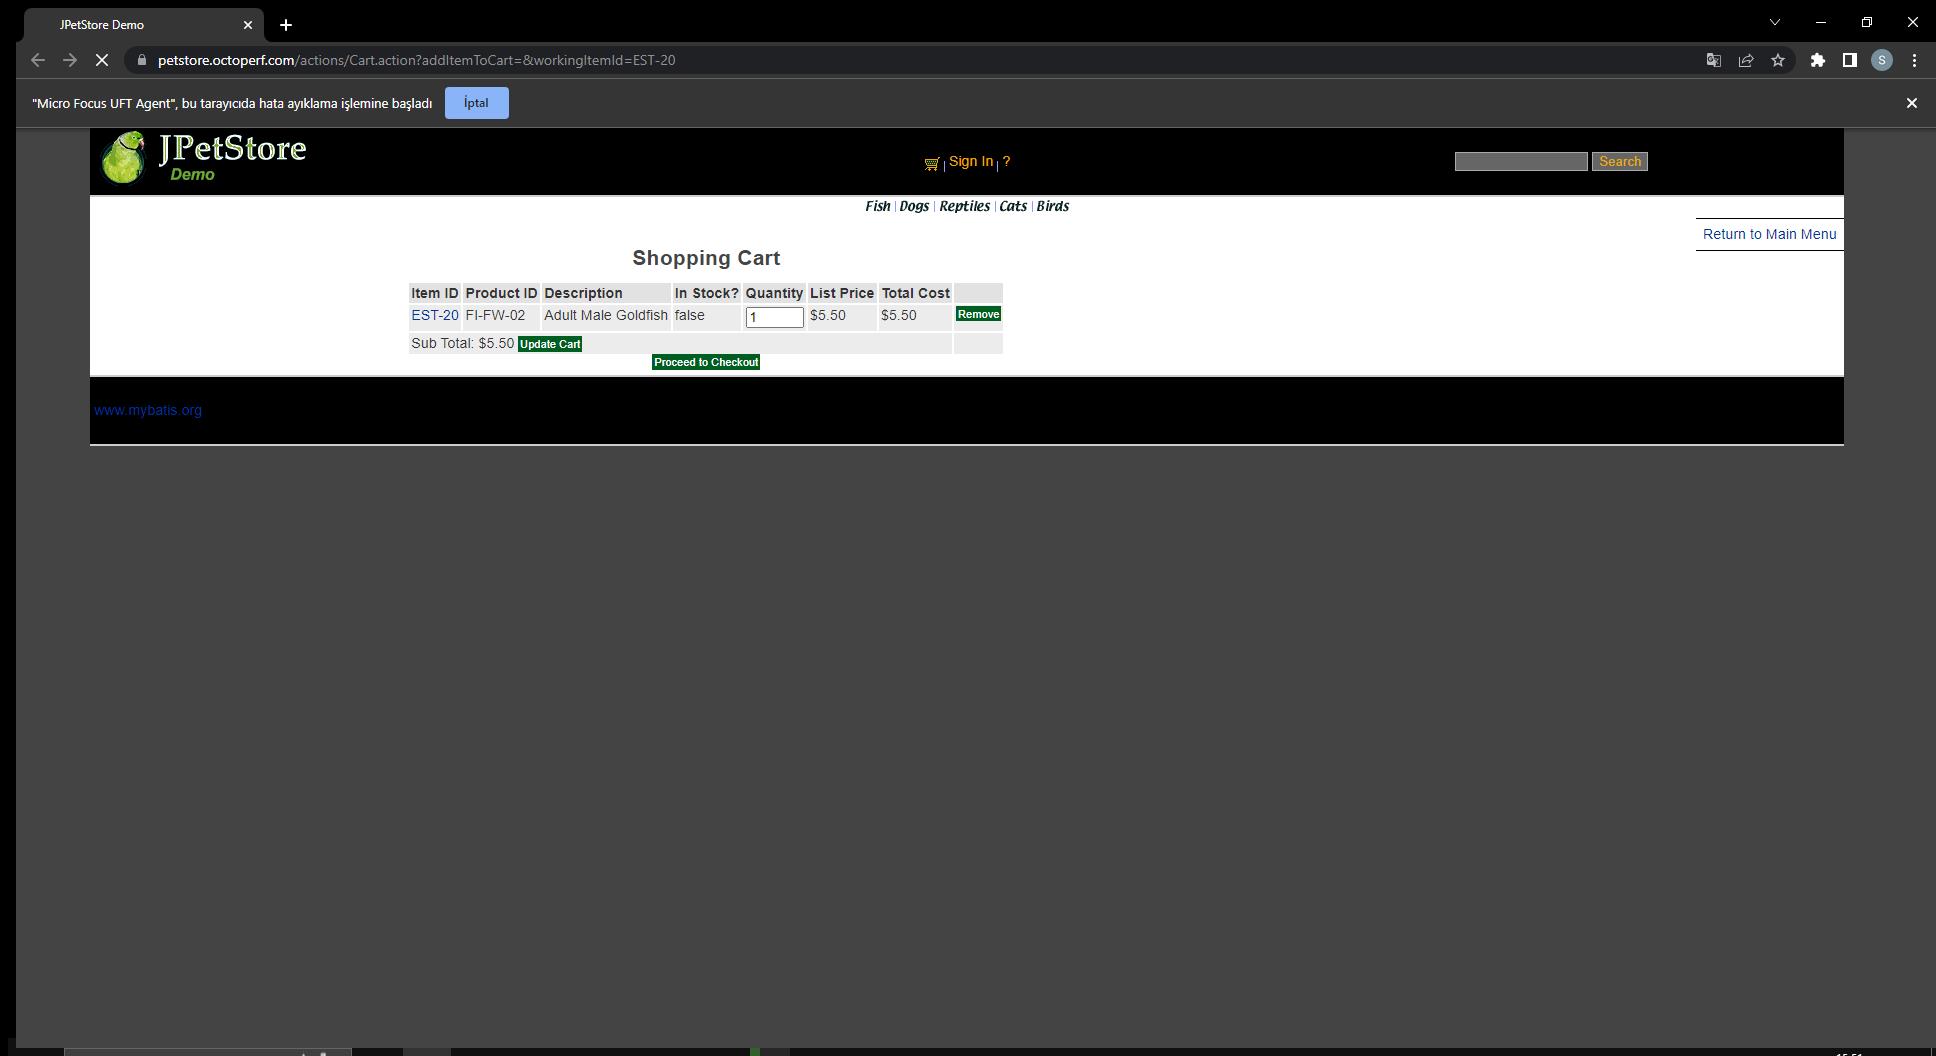 JPetStore Demo
petstore.octoperf.com/actions/Cart.action?addItemToCart=&workingItemId=EST-20
S
"Micro Focus UFT Agent", bu tarayıcıda hata ayıklama işlemine başladı İptal
JPetStore
Demo
Sign In | ?
Search
Fish | Dogs | Reptiles | Cats | Birds
Return to Main Menu
Shopping Cart
Item ID Product ID Description In Stock? Quantity List Price Total Cost
EST-20 FI-FW-02 Adult Male Goldfish false 1 $5.50 $5.50 Remove
Sub Total: $5.50 Update Cart
Proceed to Checkout
www.mybatis.org